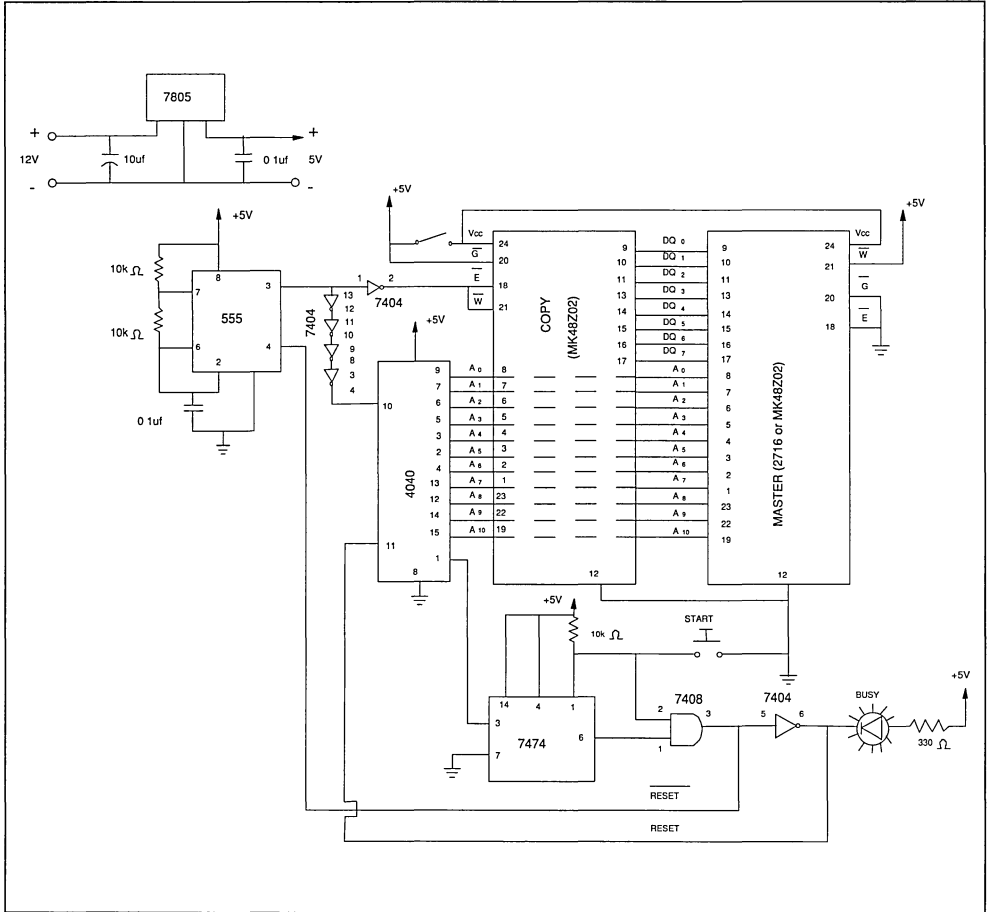 7805
+
+
12V
10uf
0 1uf
5V
-
-
+5V
+5V
+5V
10k Ω
8
7
3
555
10k Ω
6
4
2
0 1uf
1
2
7404
7404
13
12
11
10
9
8
3
4
+5V
Vcc
24
G
20
E
18
W
21
COPY
(MK48Z02)
9
DQ 0
9
10
DQ 1
10
11
DQ 2
11
13
DQ 3
13
14
DQ 4
14
15
DQ 5
15
16
DQ 6
16
17
DQ 7
17
24
Vcc
W
21
G
20
E
18
MASTER (2716 or MK48Z02)
10
4040
9
A 0
8
A 0
8
7
A 1
7
A 1
7
6
A 2
6
A 2
6
5
A 3
5
A 3
5
3
A 4
4
A 4
4
2
A 5
3
A 5
3
4
A 6
2
A 6
2
13
A 7
1
A 7
1
12
A 8
23
A 8
23
14
A 9
22
A 9
22
15
A 10
19
A 10
19
11
1
8
12
12
+5V
10k Ω
START
14
4
1
3
7474
6
7
7408
2
3
1
7404
5
6
BUSY
+5V
330 Ω
RESET
RESET